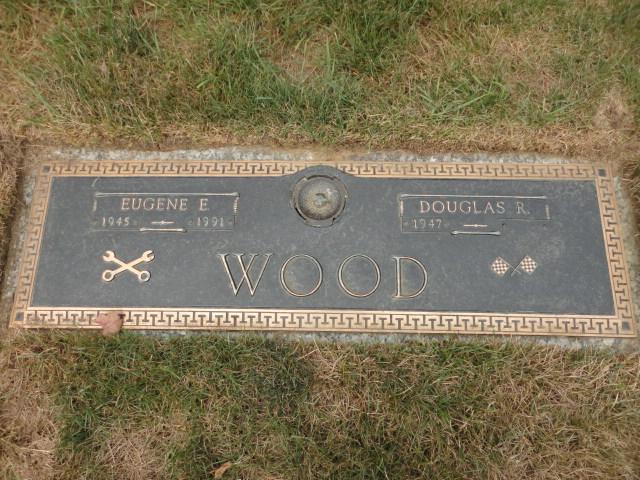 EUGENE E.
1945 1991
DOUGLAS R.
1947
WOOD